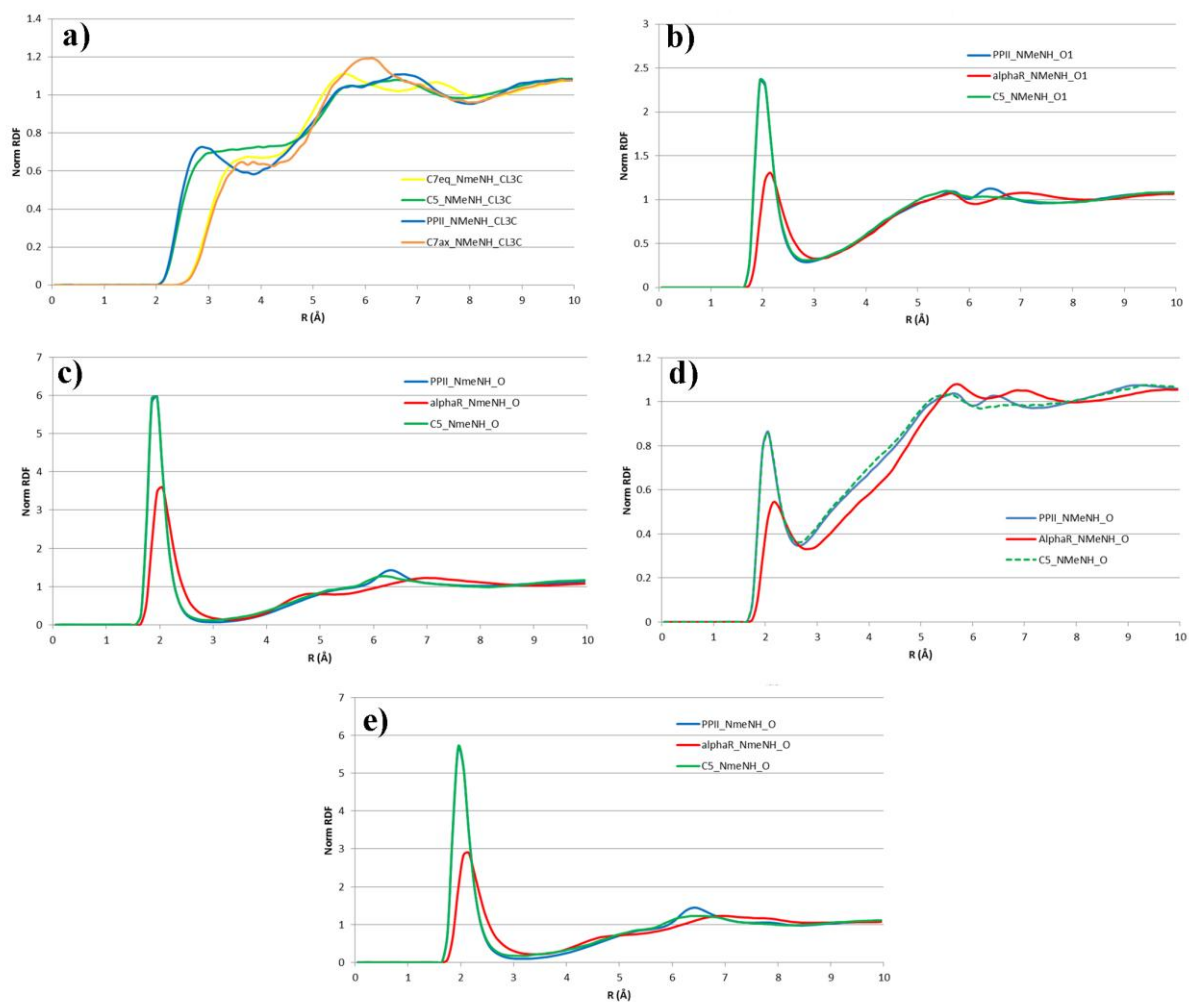 a)
1.4
1.2
1
0.8
0.6
0.4
0.2
0
Norm RDF
C7eq_NmeNH_CL3C
C5_NMeNH_CL3C
PPII_NMeNH_CL3C
C7ax_NMeNH_CL3C
0 1 2 3 4 5 6 7 8 9 10
R (Å)
b)
3
2.5
2
1.5
1
0.5
0
Norm RDF
PPII_NMeNH_O1
alphaR_NMeNH_O1
C5_NMeNH_O1
0 1 2 3 4 5 6 7 8 9 10
R (Å)
c)
7
6
5
4
3
2
1
0
Norm RDF
PPII_NmeNH_O
alphaR_NmeNH_O
C5_NmeNH_O
0 1 2 3 4 5 6 7 8 9 10
R (Å)
d)
1.2
1
0.8
0.6
0.4
0.2
0
Norm RDF
PPII_NMeNH_O
AlphaR_NMeNH_O
C5_NMeNH_O
0 1 2 3 4 5 6 7 8 9 10
R (Å)
e)
7
6
5
4
3
2
1
0
Norm RDF
PPII_NmeNH_O
alphaR_NmeNH_O
C5_NmeNH_O
0 1 2 3 4 5 6 7 8 9 10
R (Å)